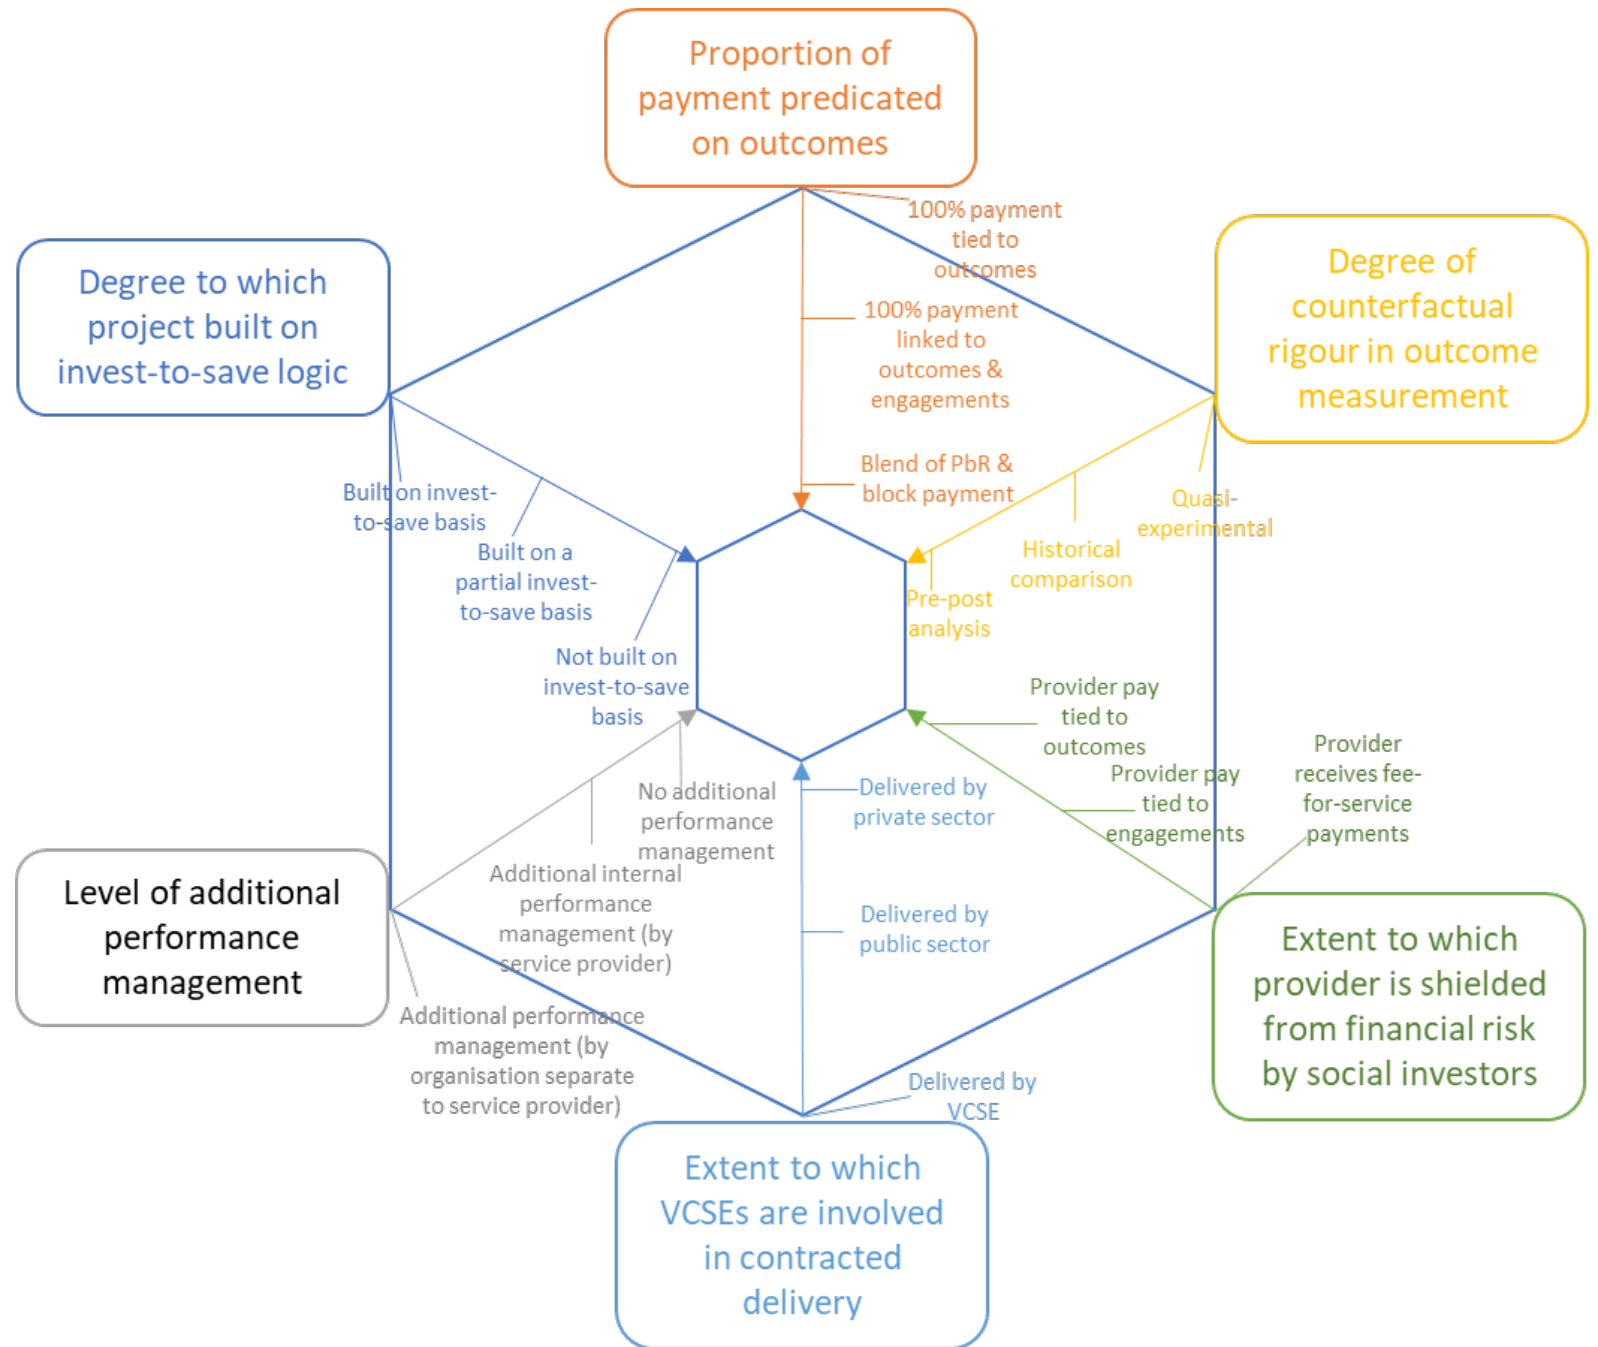 Proportion of
payment predicated
on outcomes
100% payment
tied to
outcomes
100% payment
linked to
outcomes &
engagements
Blend of PbR &
block payment
Degree of
counterfactual
rigour in outcome
measurement
Quasi-
experimental
Historical
comparison
Pre-post
analysis
Degree to which
project built on
invest-to-save logic
Built on invest-
to-save basis
Built on a
partial invest-
to-save basis
Not built on
invest-to-save
basis
Provider pay
tied to
outcomes
Provider pay
tied to
engagements
Provider
receives fee-
for-service
payments
Extent to which
provider is shielded
from financial risk
by social investors
Level of additional
performance
management
No additional
performance
management
Additional internal
performance
management (by
service provider)
Additional performance
management (by
organisation separate
to service provider)
Delivered by
private sector
Delivered by
public sector
Delivered by
VCSE
Extent to which
VCSEs are involved
in contracted
delivery